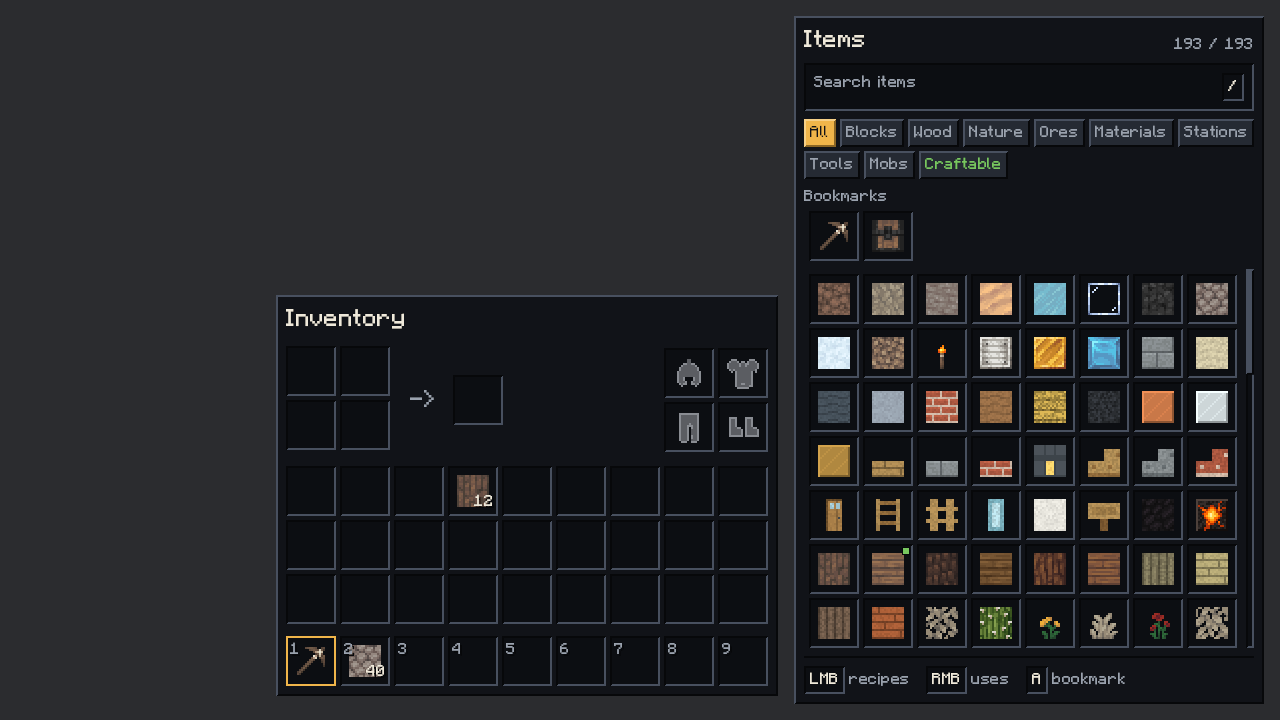 Items
193 / 193
Search items
/
All Blocks Wood Nature Ores Materials Stations
Tools Mobs Craftable
Bookmarks
Inventory
->
12
1 2 3 4 5 6 7 8 9
40
LMB recipes RMB uses A bookmark